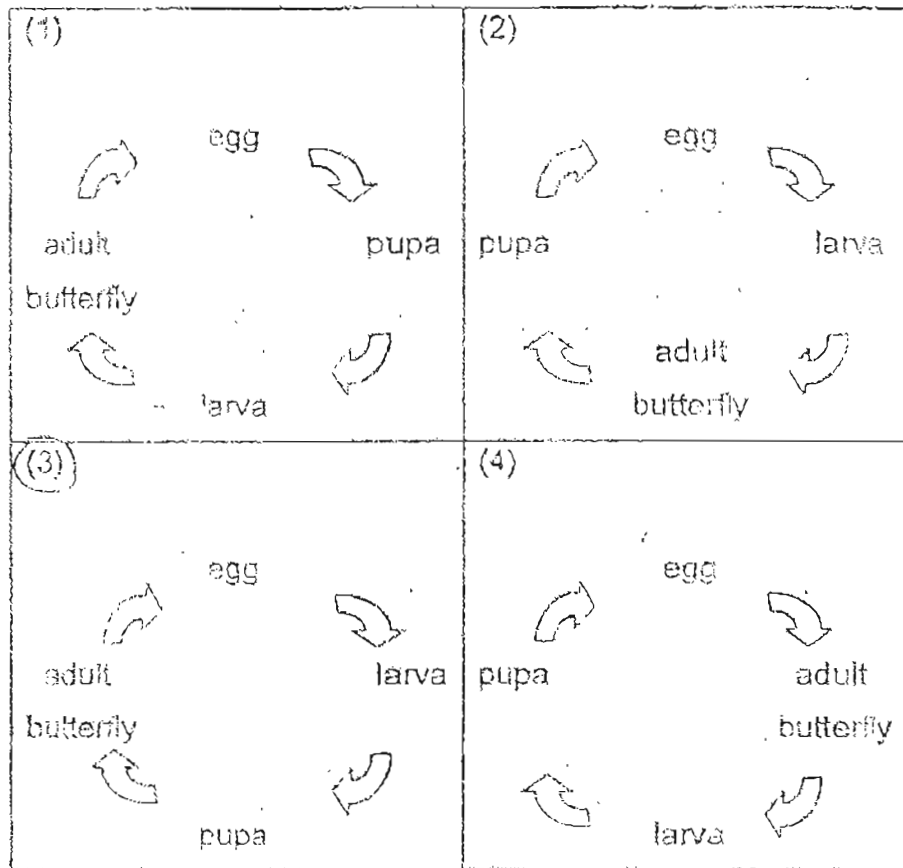 (1)
egg
pupa
adult
butterfly
larva
(2)
egg
pupa
larva
adult
butterfly
(3)
egg
adult
larva
butterfly
pupa
(4)
egg
pupa
adult
butterfly
larva